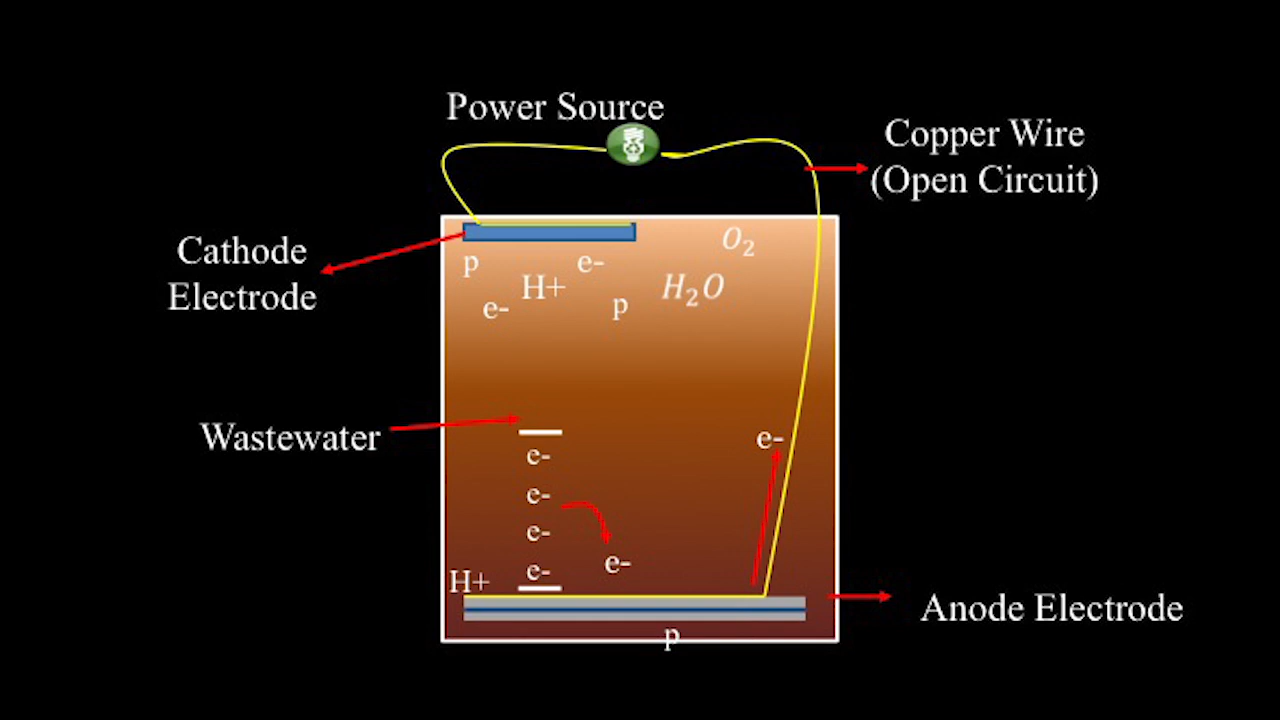 Power Source
Copper Wire
(Open Circuit)
Cathode
Electrode
O₂
p
e-
H+
H₂O
e-
p
Wastewater
e-
e-
e-
e-
e-
e-
H+
Anode Electrode
p